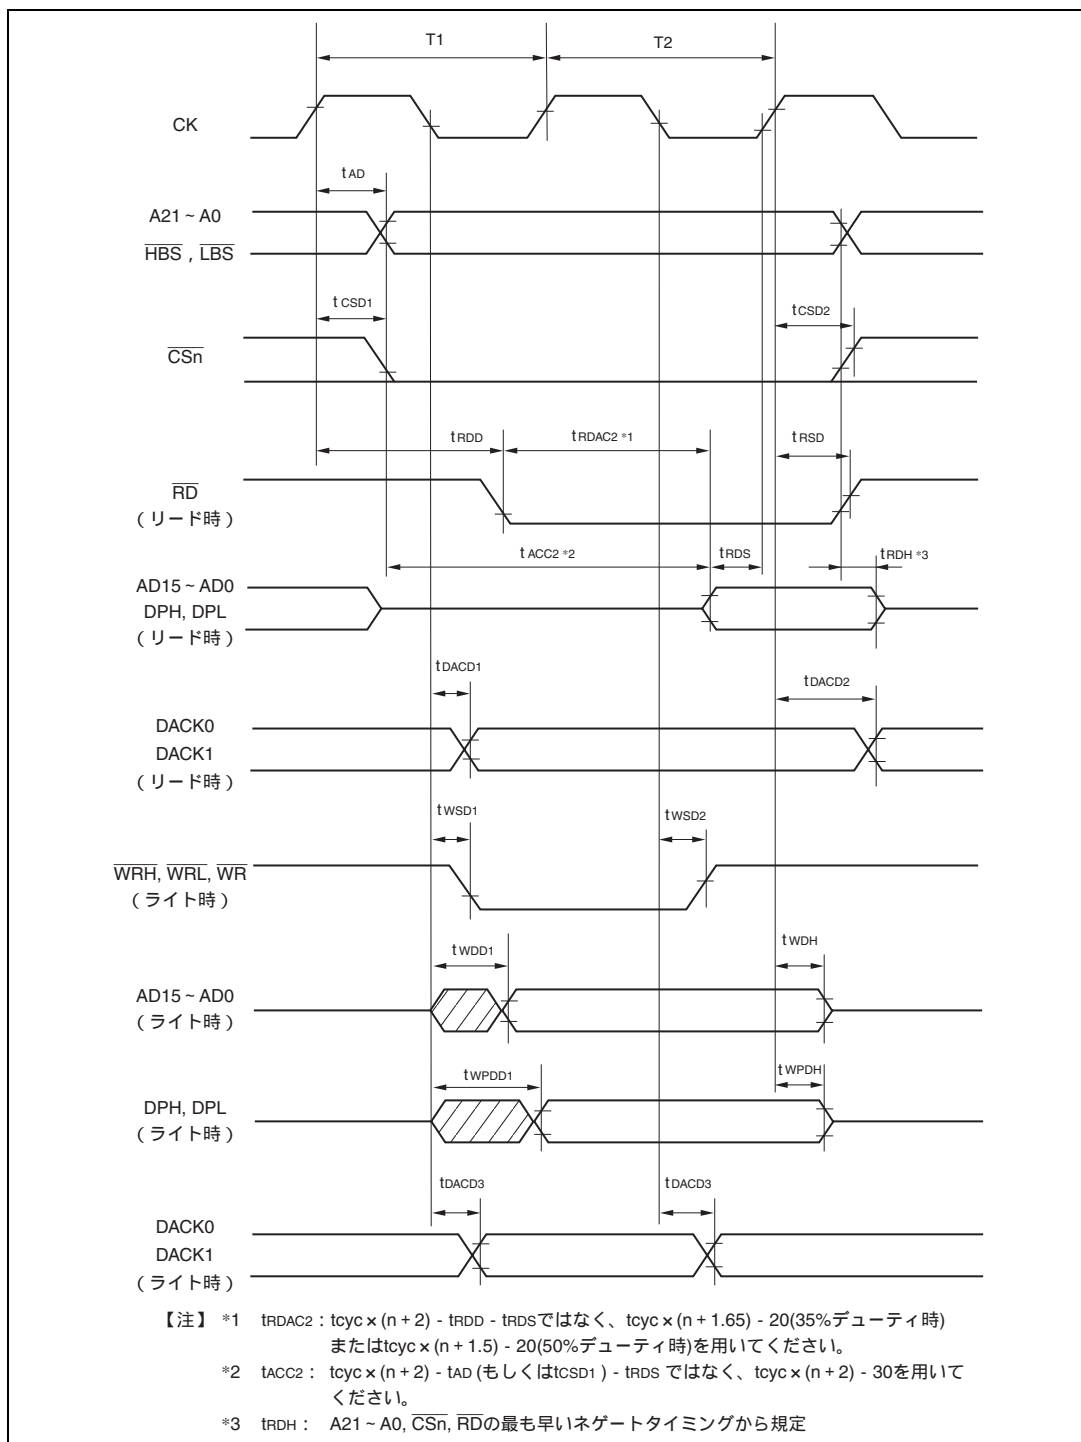 T1 T2
CK
tAD
A21~A0
HBS , LBS
tCSD1 tCSD2
CSn
tRDD tRDAC2 *1 tRSD
RD
(リード時)
tACC2 *2 tRDS tRDH *3
AD15~AD0
DPH, DPL
(リード時)
tDACD1 tDACD2
DACK0
DACK1
(リード時)
tWSD1 tWSD2
WRH, WRL, WR
(ライト時)
tWDD1 tWDH
AD15~AD0
(ライト時)
tWPDD1 tWPDH
DPH, DPL
(ライト時)
tDACD3 tDACD3
DACK0
DACK1
(ライト時)
【注】 *1 tRDAC2 : tcyc×(n + 2) - tRDD - tRDSではなく、tcyc×(n + 1.65) - 20(35%デューティ時)
またはtcyc×(n + 1.5) - 20(50%デューティ時)を用いてください。
*2 tACC2 : tcyc×(n + 2) - tAD (もしくはtCSD1 ) - tRDS ではなく、tcyc×(n + 2) - 30を用いて
ください。
*3 tRDH : A21~A0, CSn, RDの最も早いネゲートタイミングから規定